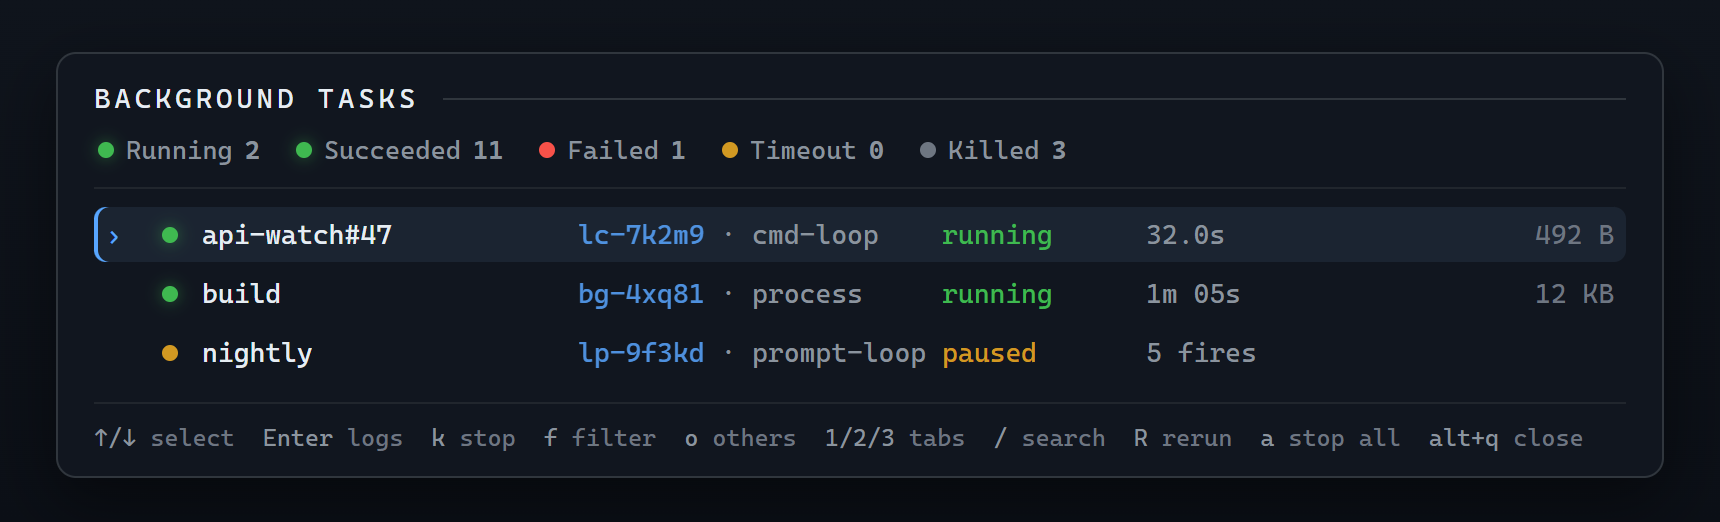 BACKGROUND TASKS
Running 2 Succeeded 11 Failed 1 Timeout 0 Killed 3
› api-watch#47 lc-7k2m9 · cmd-loop running 32.0s 492 B
build bg-4xq81 · process running 1m 05s 12 KB
nightly lp-9f3kd · prompt-loop paused 5 fires
↑/↓ select Enter logs k stop f filter o others 1/2/3 tabs / search R rerun a stop all alt+q close